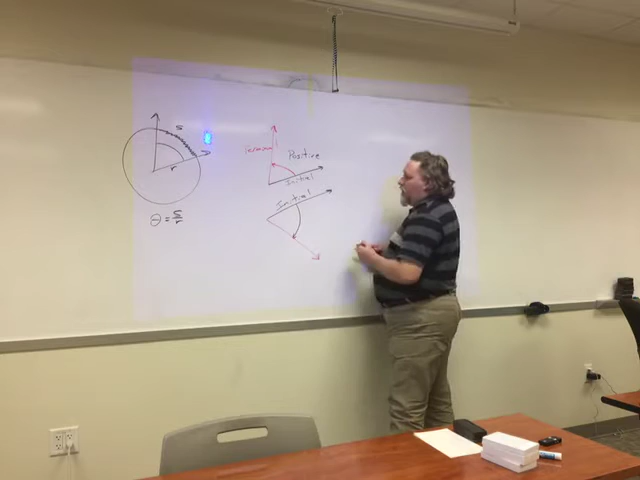 S
r
Θ = S/r
Terminal
Positive
Initial
Initial